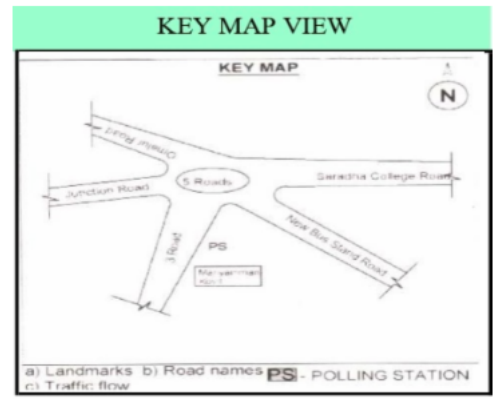 KEY MAP VIEW
KEY MAP
N
Omalur Road
5 Roads
Saradha College Road
Junction Road
3 Road
PS
New Bus Stand Road
Mariyamman
a) Landmarks b) Road names PS - POLLING STATION
c) Traffic flow